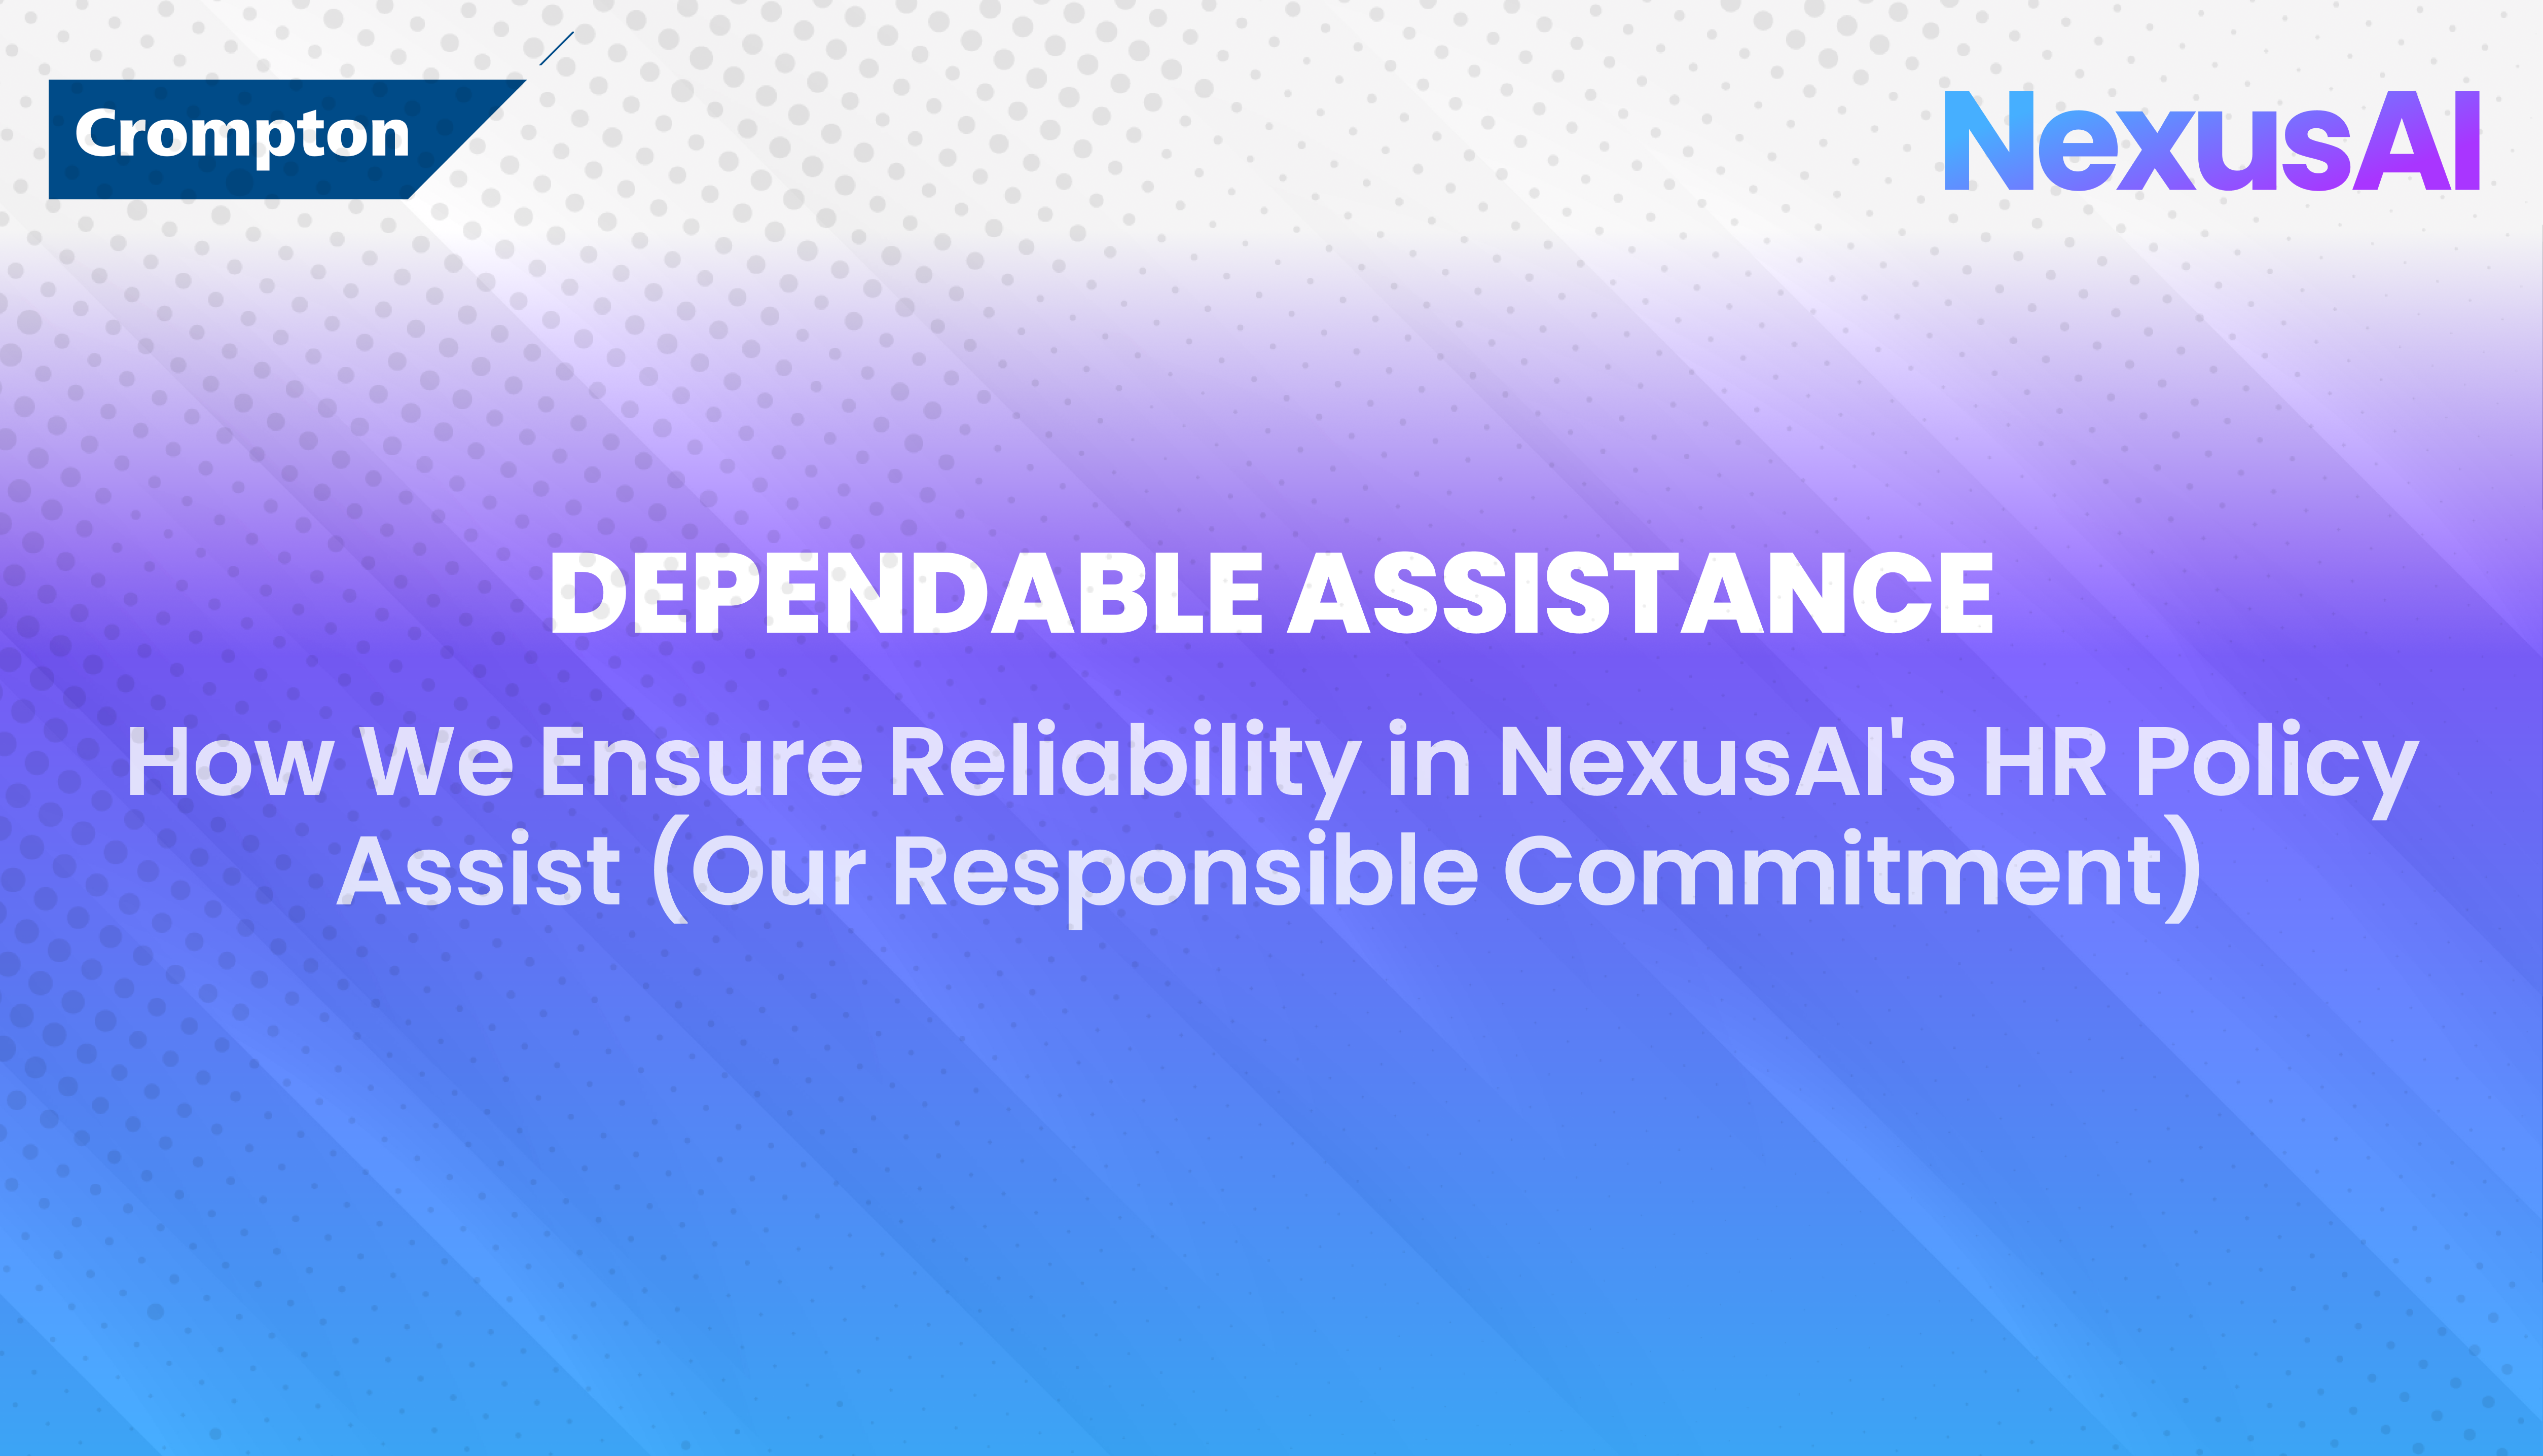 Crompton
NexusAI
DEPENDABLE ASSISTANCE
How We Ensure Reliability in NexusAI's HR Policy
Assist (Our Responsible Commitment)